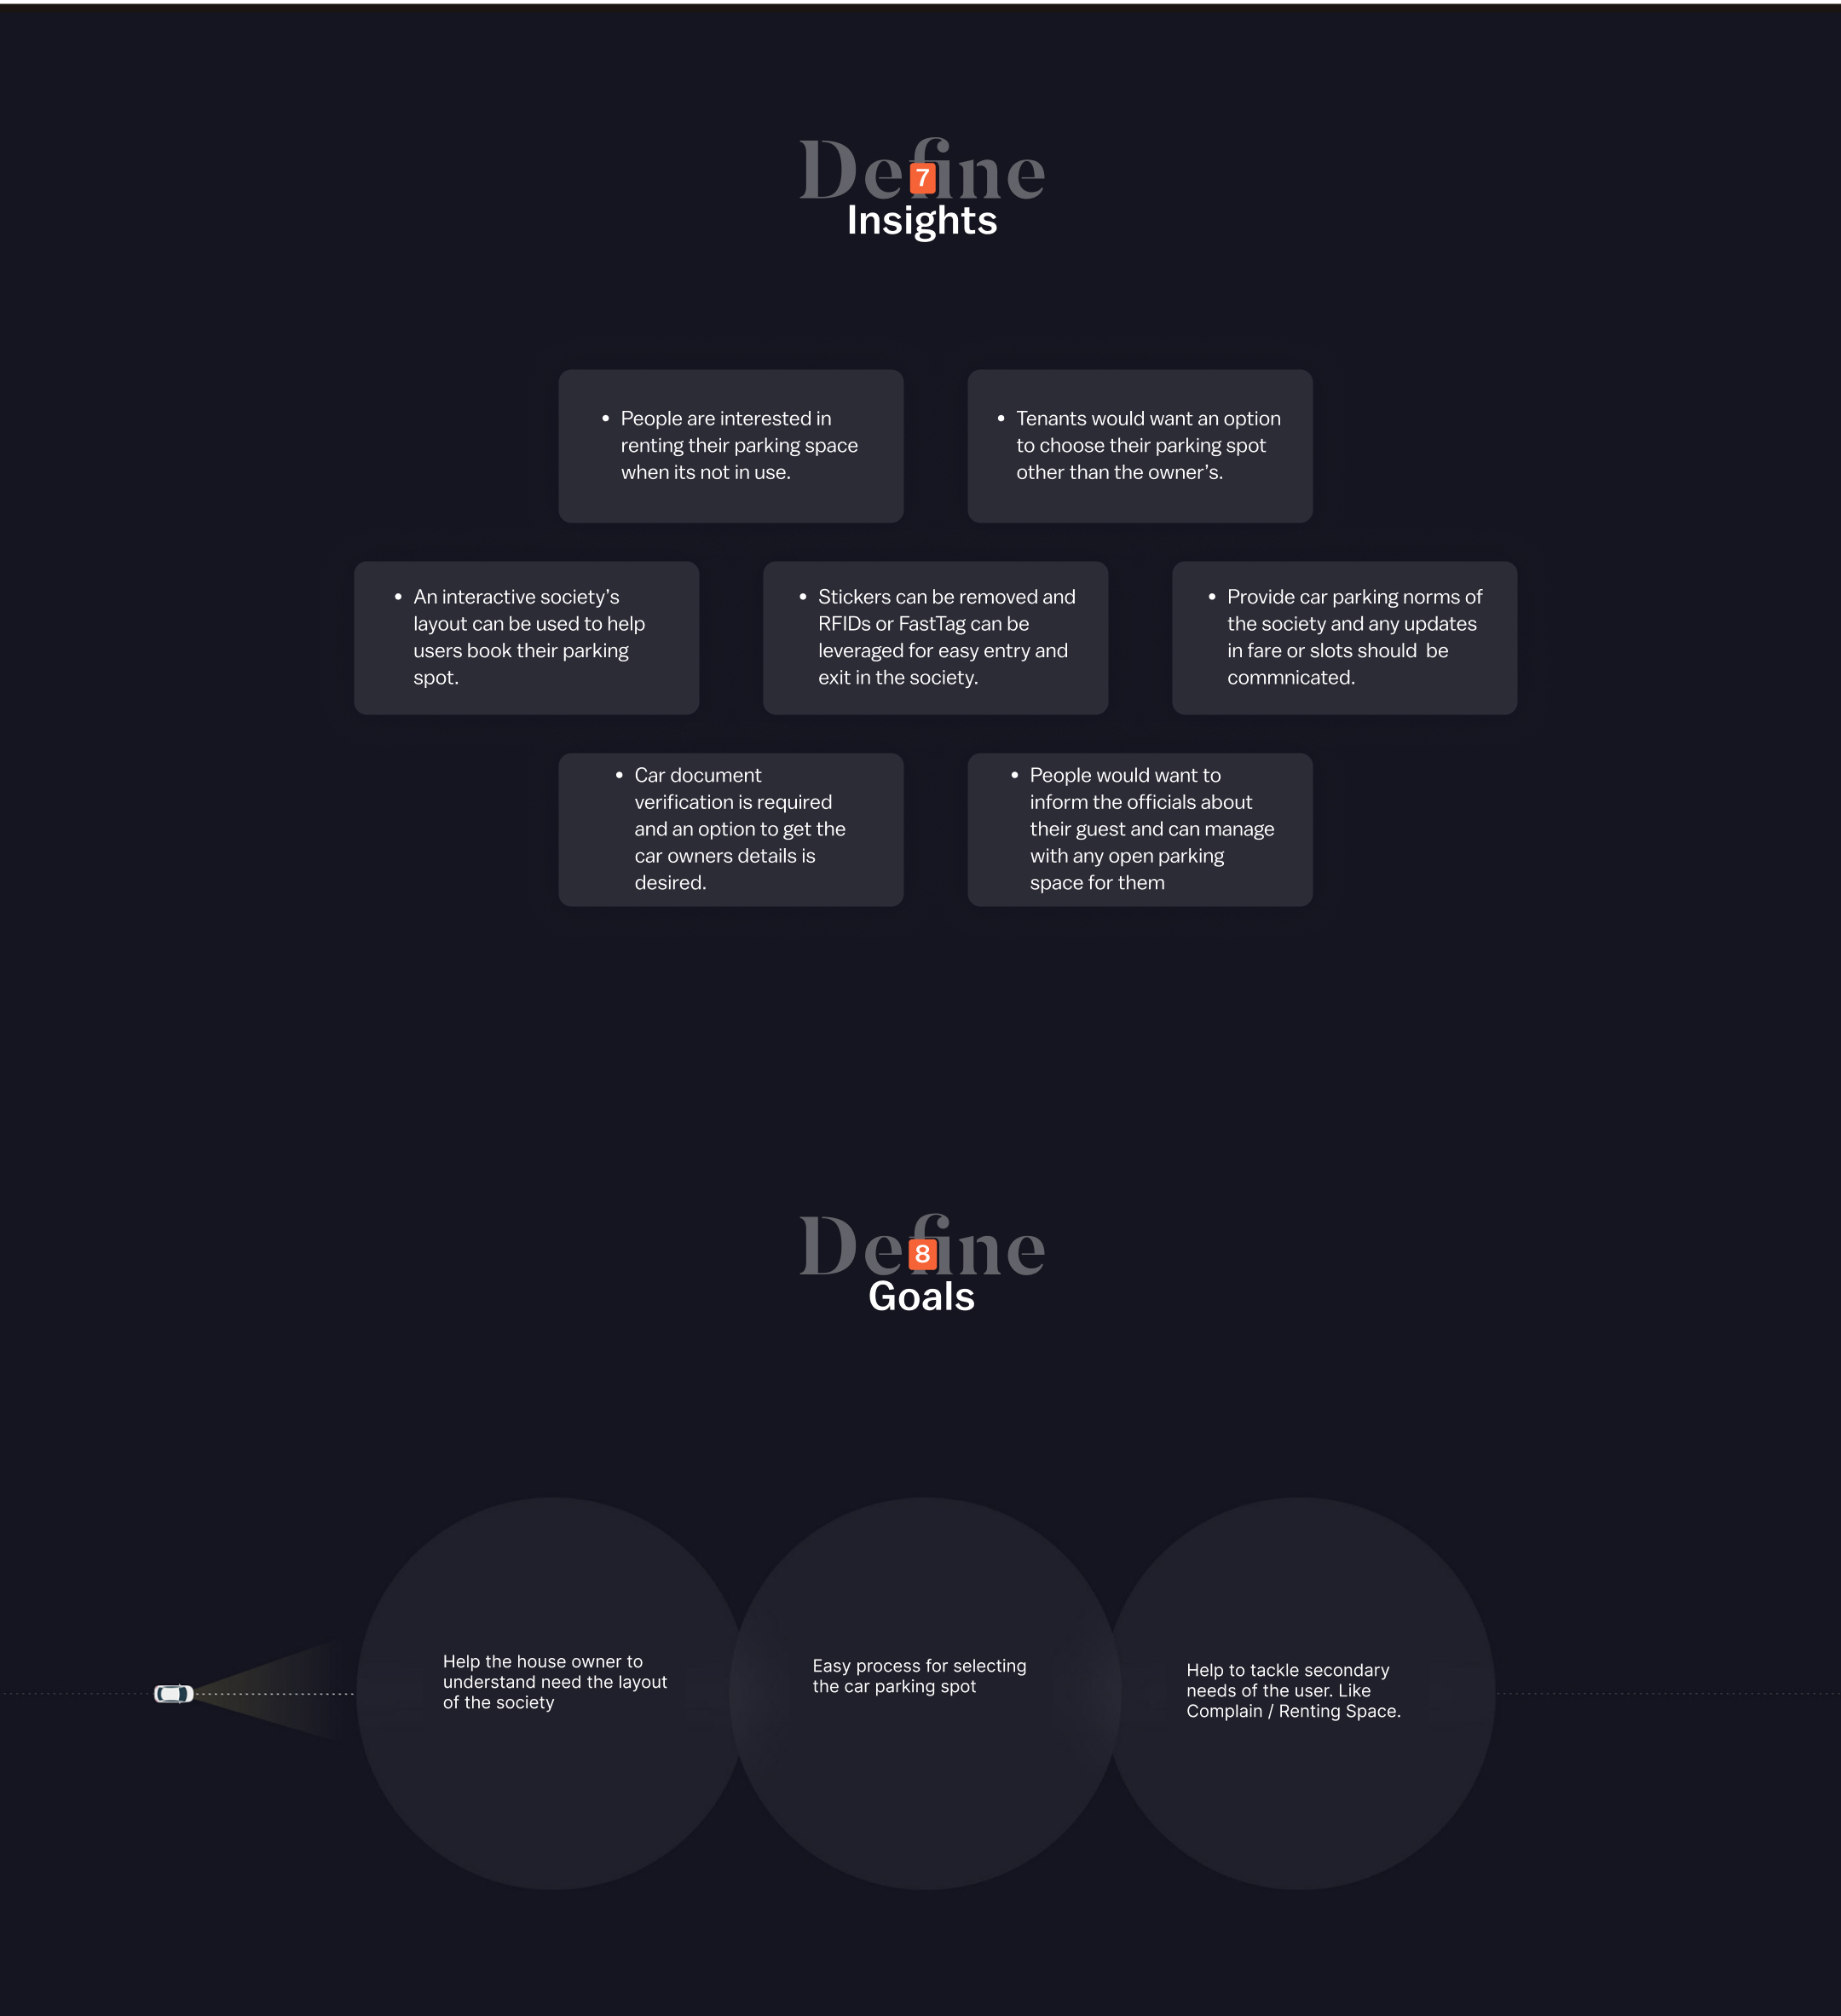 Define
7
Insights
• People are interested in
renting their parking space
when its not in use.
• Tenants would want an option
to choose their parking spot
other than the owner’s.
• An interactive society’s
layout can be used to help
users book their parking
spot.
• Stickers can be removed and
RFIDs or FastTag can be
leveraged for easy entry and
exit in the society.
• Provide car parking norms of
the society and any updates
in fare or slots should  be
commnicated.
• Car document
verification is required
and an option to get the
car owners details is
desired.
• People would want to
inform the officials about
their guest and can manage
with any open parking
space for them
Define
8
Goals
Help the house owner to
understand need the layout
of the society
Easy process for selecting
the car parking spot
Help to tackle secondary
needs of the user. Like
Complain / Renting Space.